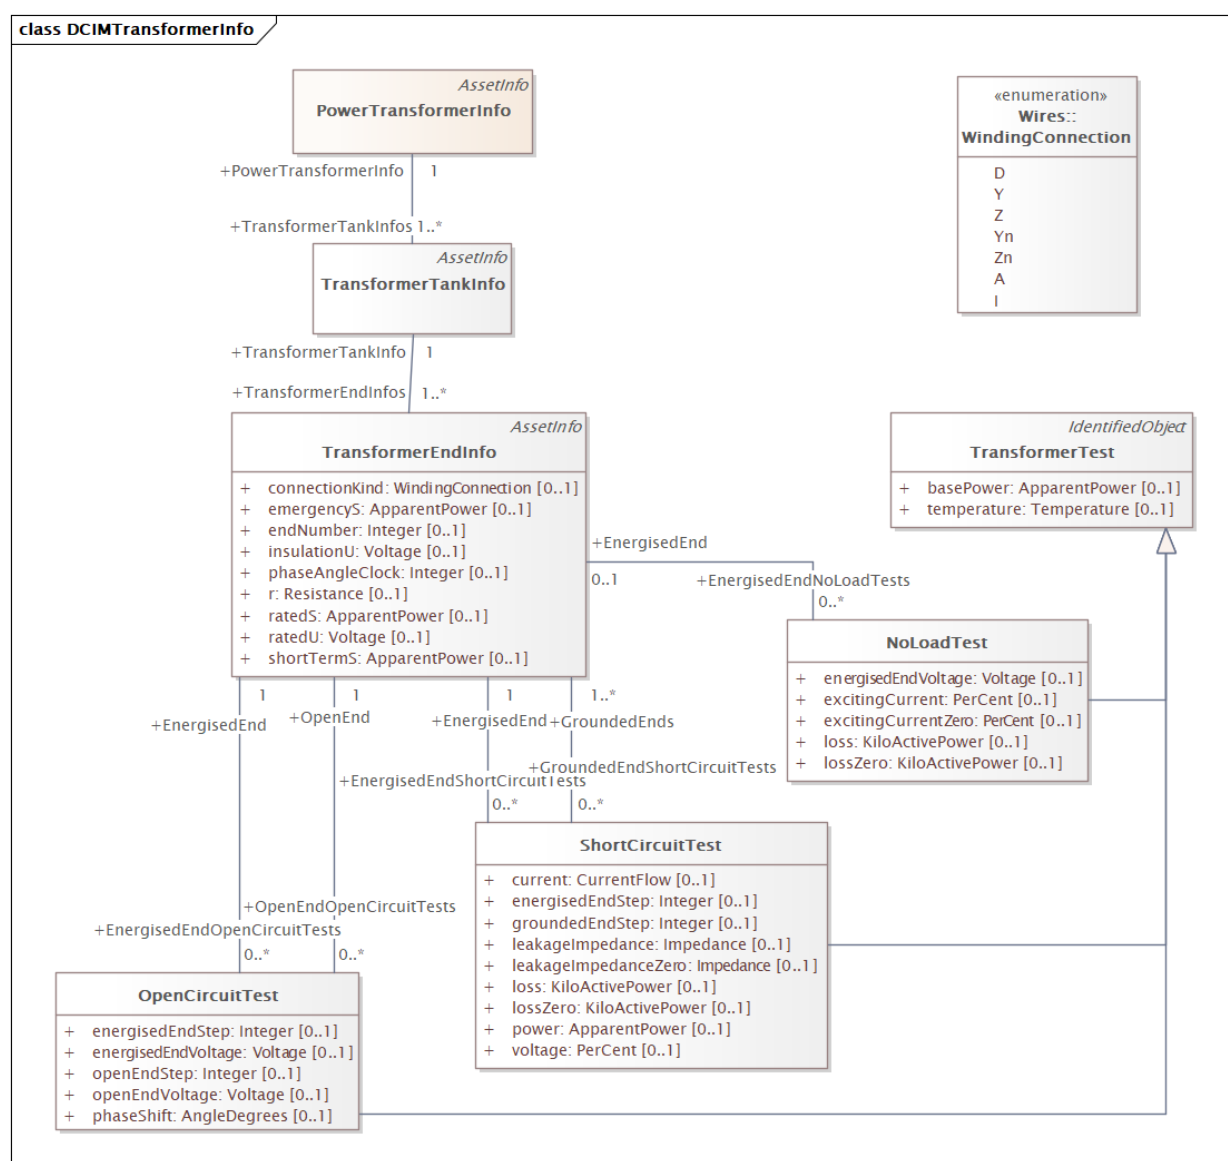 class DCIMTransformerInfo
AssetInfo
PowerTransformerInfo
«enumeration»
Wires::
WindingConnection
D
Y
Z
Yn
Zn
A
I
+PowerTransformerInfo 1
+TransformerTankInfos 1..*
AssetInfo
TransformerTankInfo
+TransformerTankInfo 1
+TransformerEndInfos 1..*
AssetInfo
TransformerEndInfo
+ connectionKind: WindingConnection [0..1]
+ emergencyS: ApparentPower [0..1]
+ endNumber: Integer [0..1]
+ insulationU: Voltage [0..1]
+ phaseAngleClock: Integer [0..1]
+ r: Resistance [0..1]
+ ratedS: ApparentPower [0..1]
+ ratedU: Voltage [0..1]
+ shortTermS: ApparentPower [0..1]
IdentifiedObject
TransformerTest
+ basePower: ApparentPower [0..1]
+ temperature: Temperature [0..1]
+EnergisedEnd
0..1
+EnergisedEndNoLoadTests
0..*
NoLoadTest
+ energisedEndVoltage: Voltage [0..1]
+ excitingCurrent: PerCent [0..1]
+ excitingCurrentZero: PerCent [0..1]
+ loss: KiloActivePower [0..1]
+ lossZero: KiloActivePower [0..1]
1 1 1 1..*
+EnergisedEnd +OpenEnd +EnergisedEnd +GroundedEnds
+GroundedEndShortCircuitTests
+EnergisedEndShortCircuitTests
0..* 0..*
ShortCircuitTest
+ current: CurrentFlow [0..1]
+ energisedEndStep: Integer [0..1]
+ groundedEndStep: Integer [0..1]
+ leakageImpedance: Impedance [0..1]
+ leakageImpedanceZero: Impedance [0..1]
+ loss: KiloActivePower [0..1]
+ lossZero: KiloActivePower [0..1]
+ power: ApparentPower [0..1]
+ voltage: PerCent [0..1]
+OpenEndOpenCircuitTests
+EnergisedEndOpenCircuitTests
0..* 0..*
OpenCircuitTest
+ energisedEndStep: Integer [0..1]
+ energisedEndVoltage: Voltage [0..1]
+ openEndStep: Integer [0..1]
+ openEndVoltage: Voltage [0..1]
+ phaseShift: AngleDegrees [0..1]